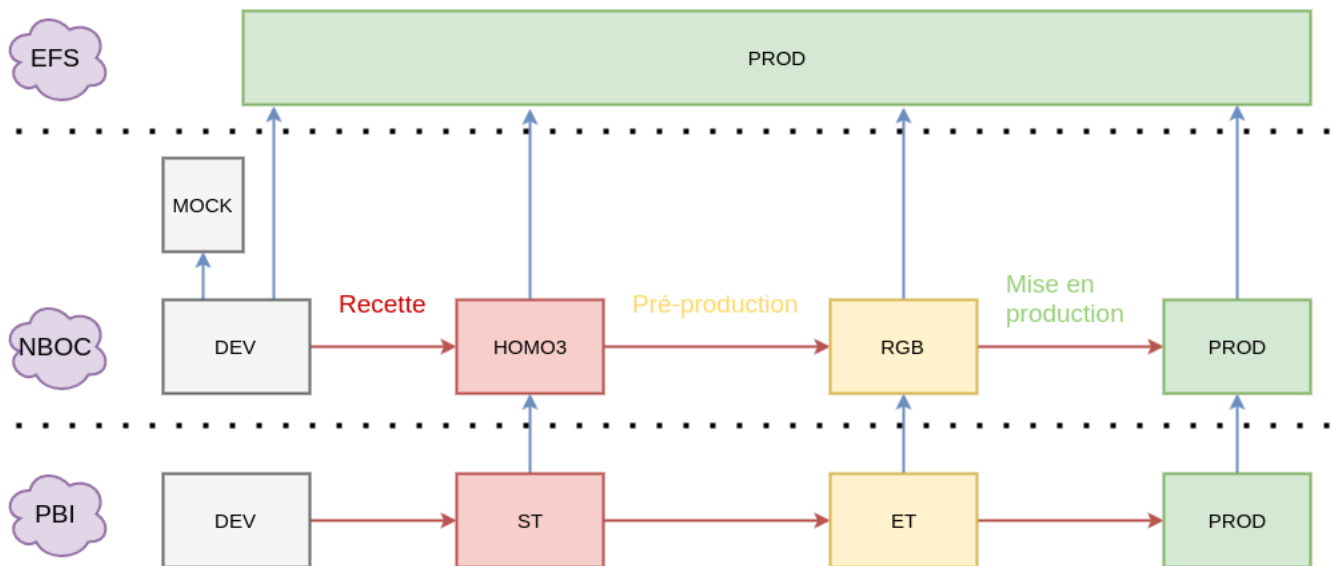 EFS
PROD
MOCK
Recette
Pré-production
Mise en
production
NBOC
DEV
HOMO3
RGB
PROD
PBI
DEV
ST
ET
PROD